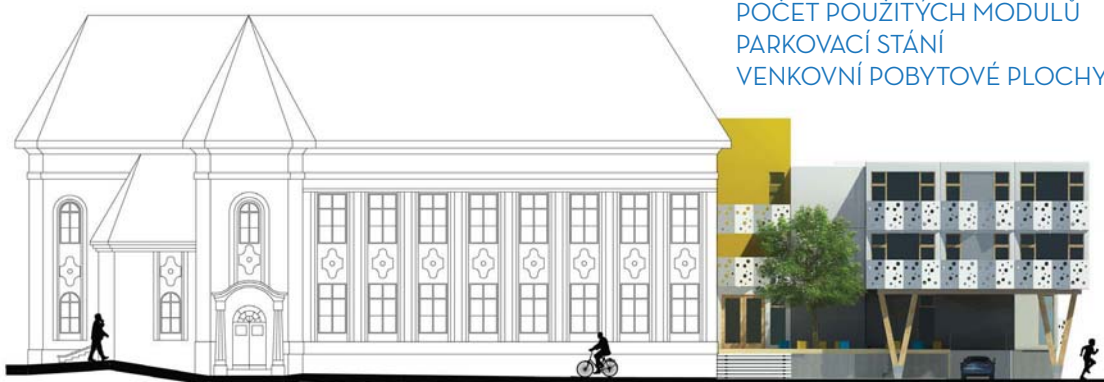 POČET POUŽITÝCH MODULŮ
PARKOVACÍ STÁNÍ
VENKOVNÍ POBYTOVÉ PLOCHY